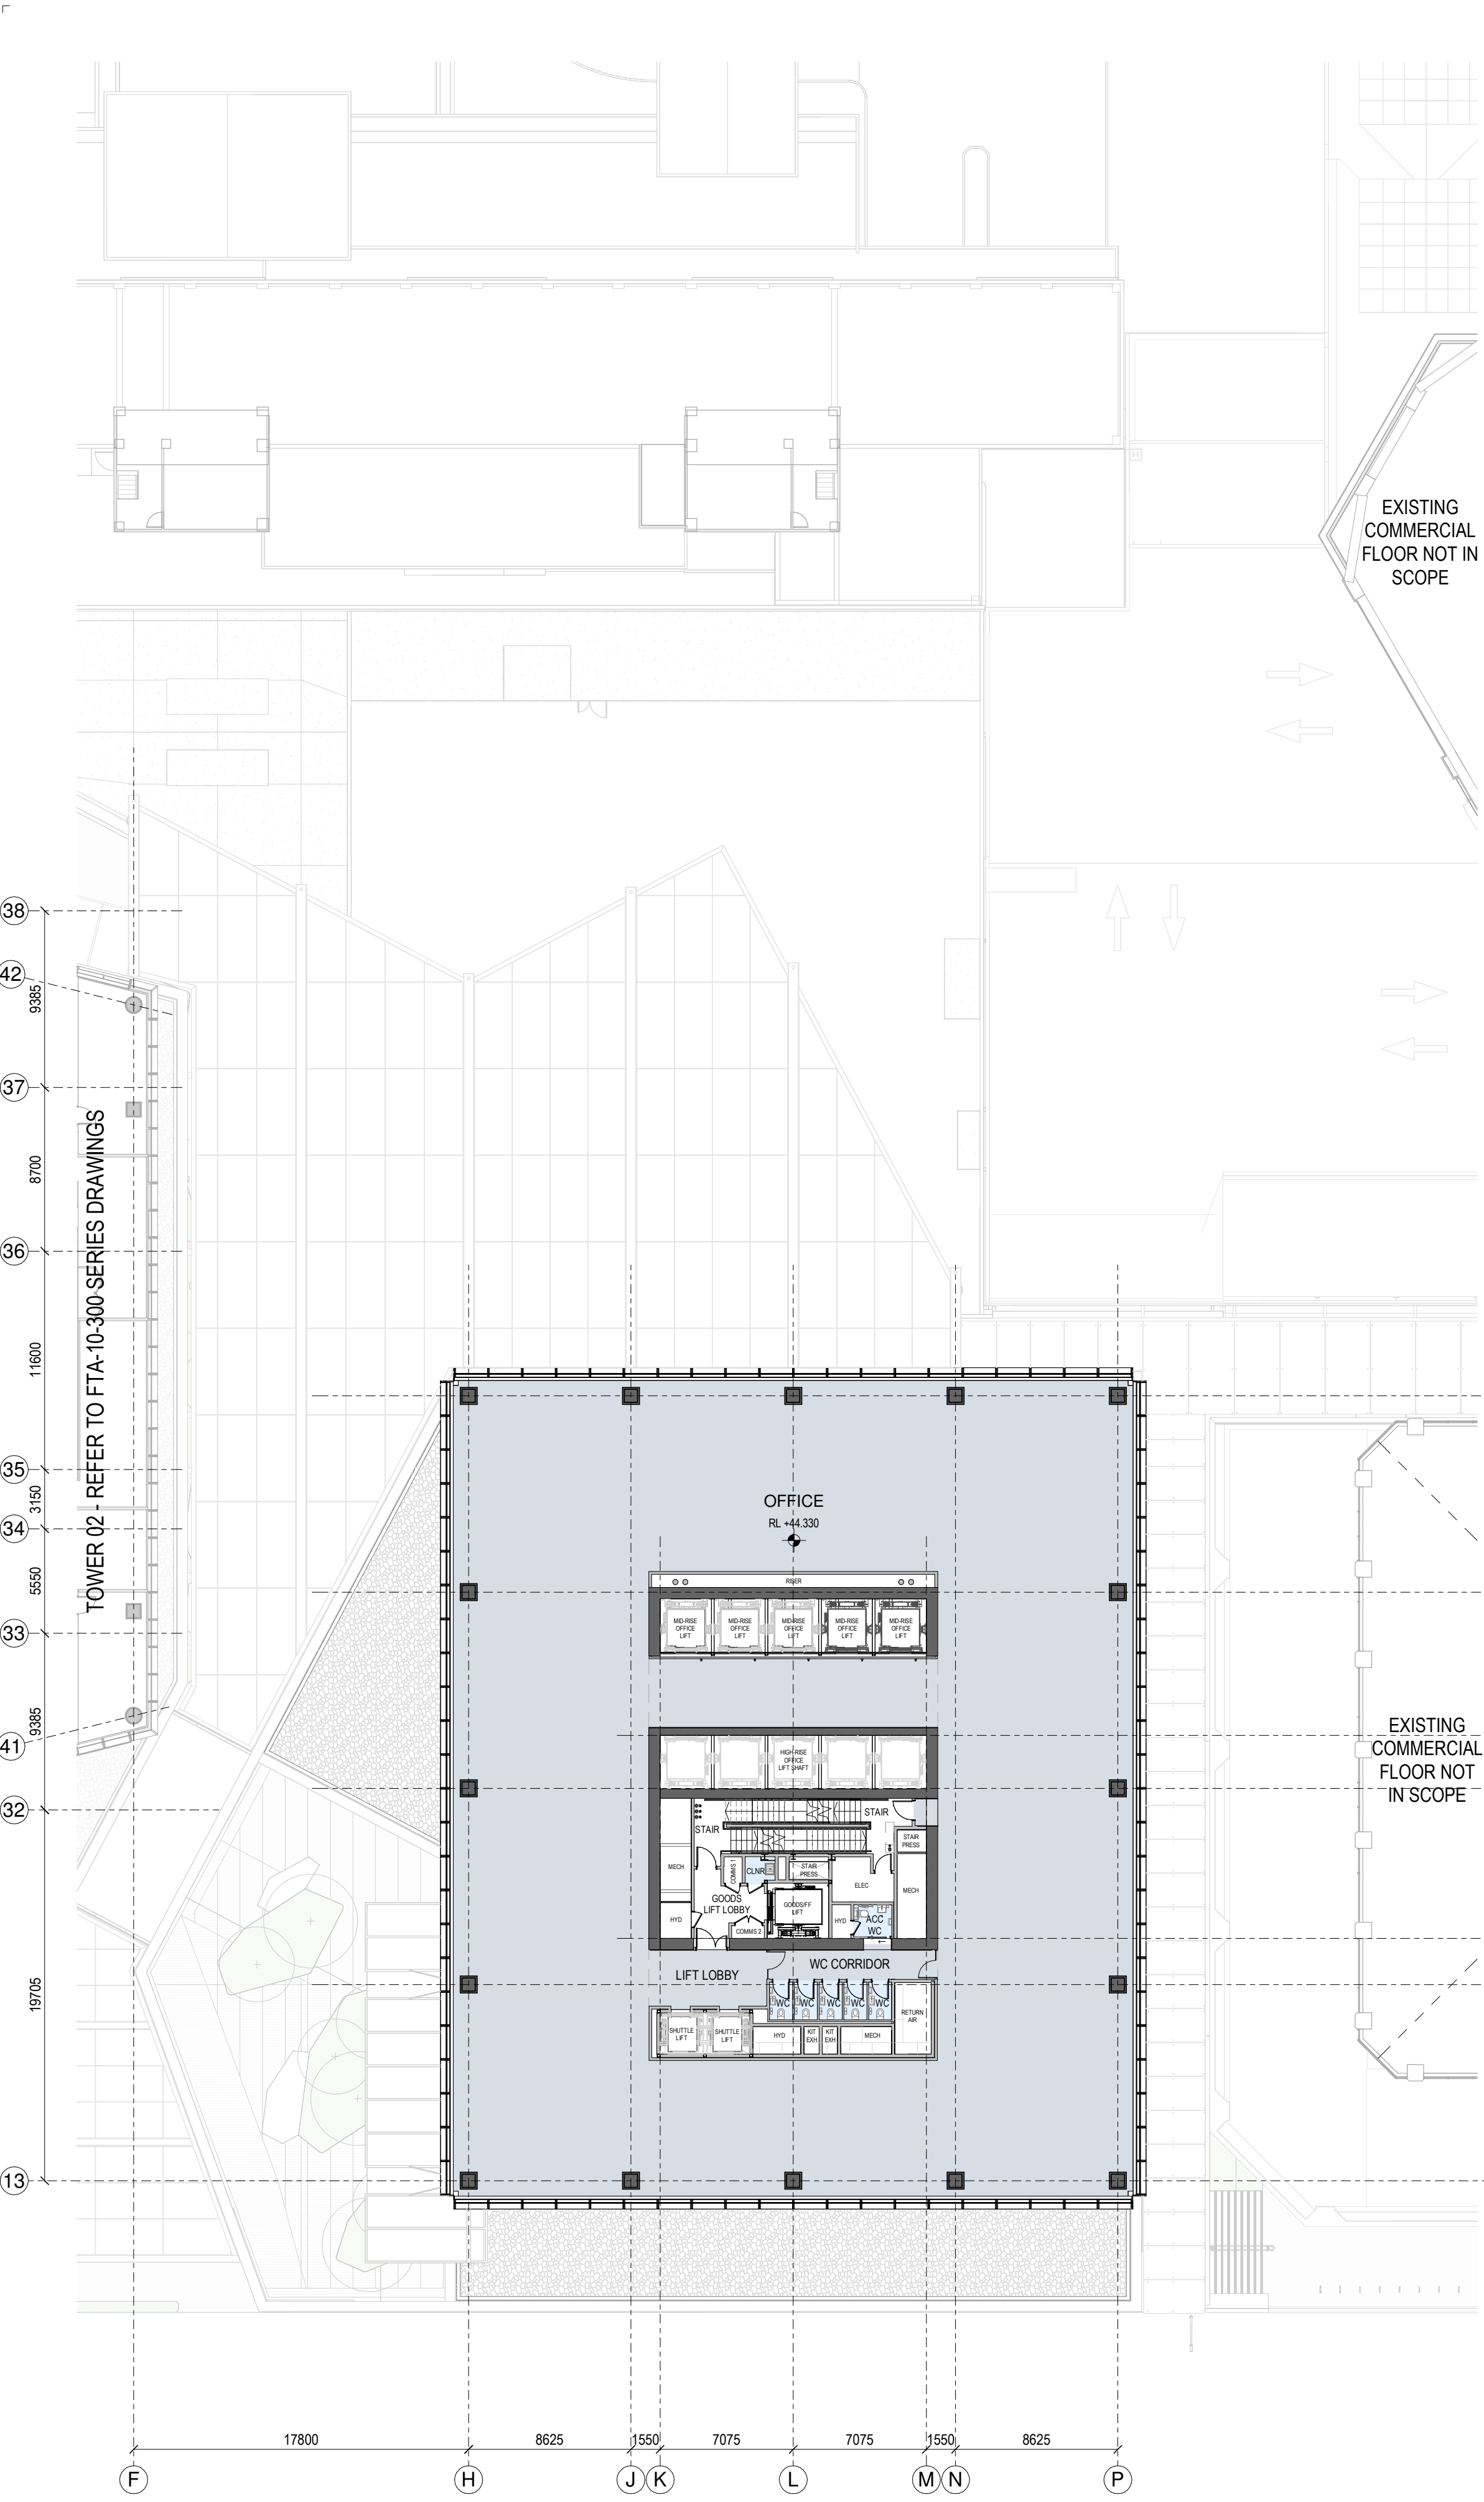 EXISTING
COMMERCIAL
FLOOR NOT IN
SCOPE
38
42
9385
37
8700
36
11600
35
3150
34
5550
33
9385
41
32
19705
13
TOWER 02 - REFER TO FTA-10-300-SERIES DRAWINGS
OFFICE
RL +44.330
RISER
MID-RISE
OFFICE
LIFT
MID-RISE
OFFICE
LIFT
MID-RISE
OFFICE
LIFT
MID-RISE
OFFICE
LIFT
MID-RISE
OFFICE
LIFT
HIGH-RISE
OFFICE
LIFT SHAFT
STAIR
STAIR
STAIR
PRESS
MECH
COMMS 1
CLNR
STAIR
PRESS
ELEC
MECH
GOODS
LIFT LOBBY
GOODS/FF
LIFT
HYD
COMMS 2
HYD
ACC
WC
LIFT LOBBY
WC CORRIDOR
WC
WC
WC
WC
WC
RETURN
AIR
SHUTTLE
LIFT
SHUTTLE
LIFT
HYD
KIT
EXH
KIT
EXH
MECH
EXISTING
COMMERCIAL
FLOOR NOT
IN SCOPE
17800
8625
1550
7075
7075
1550
8625
F
H
J
K
L
M
N
P